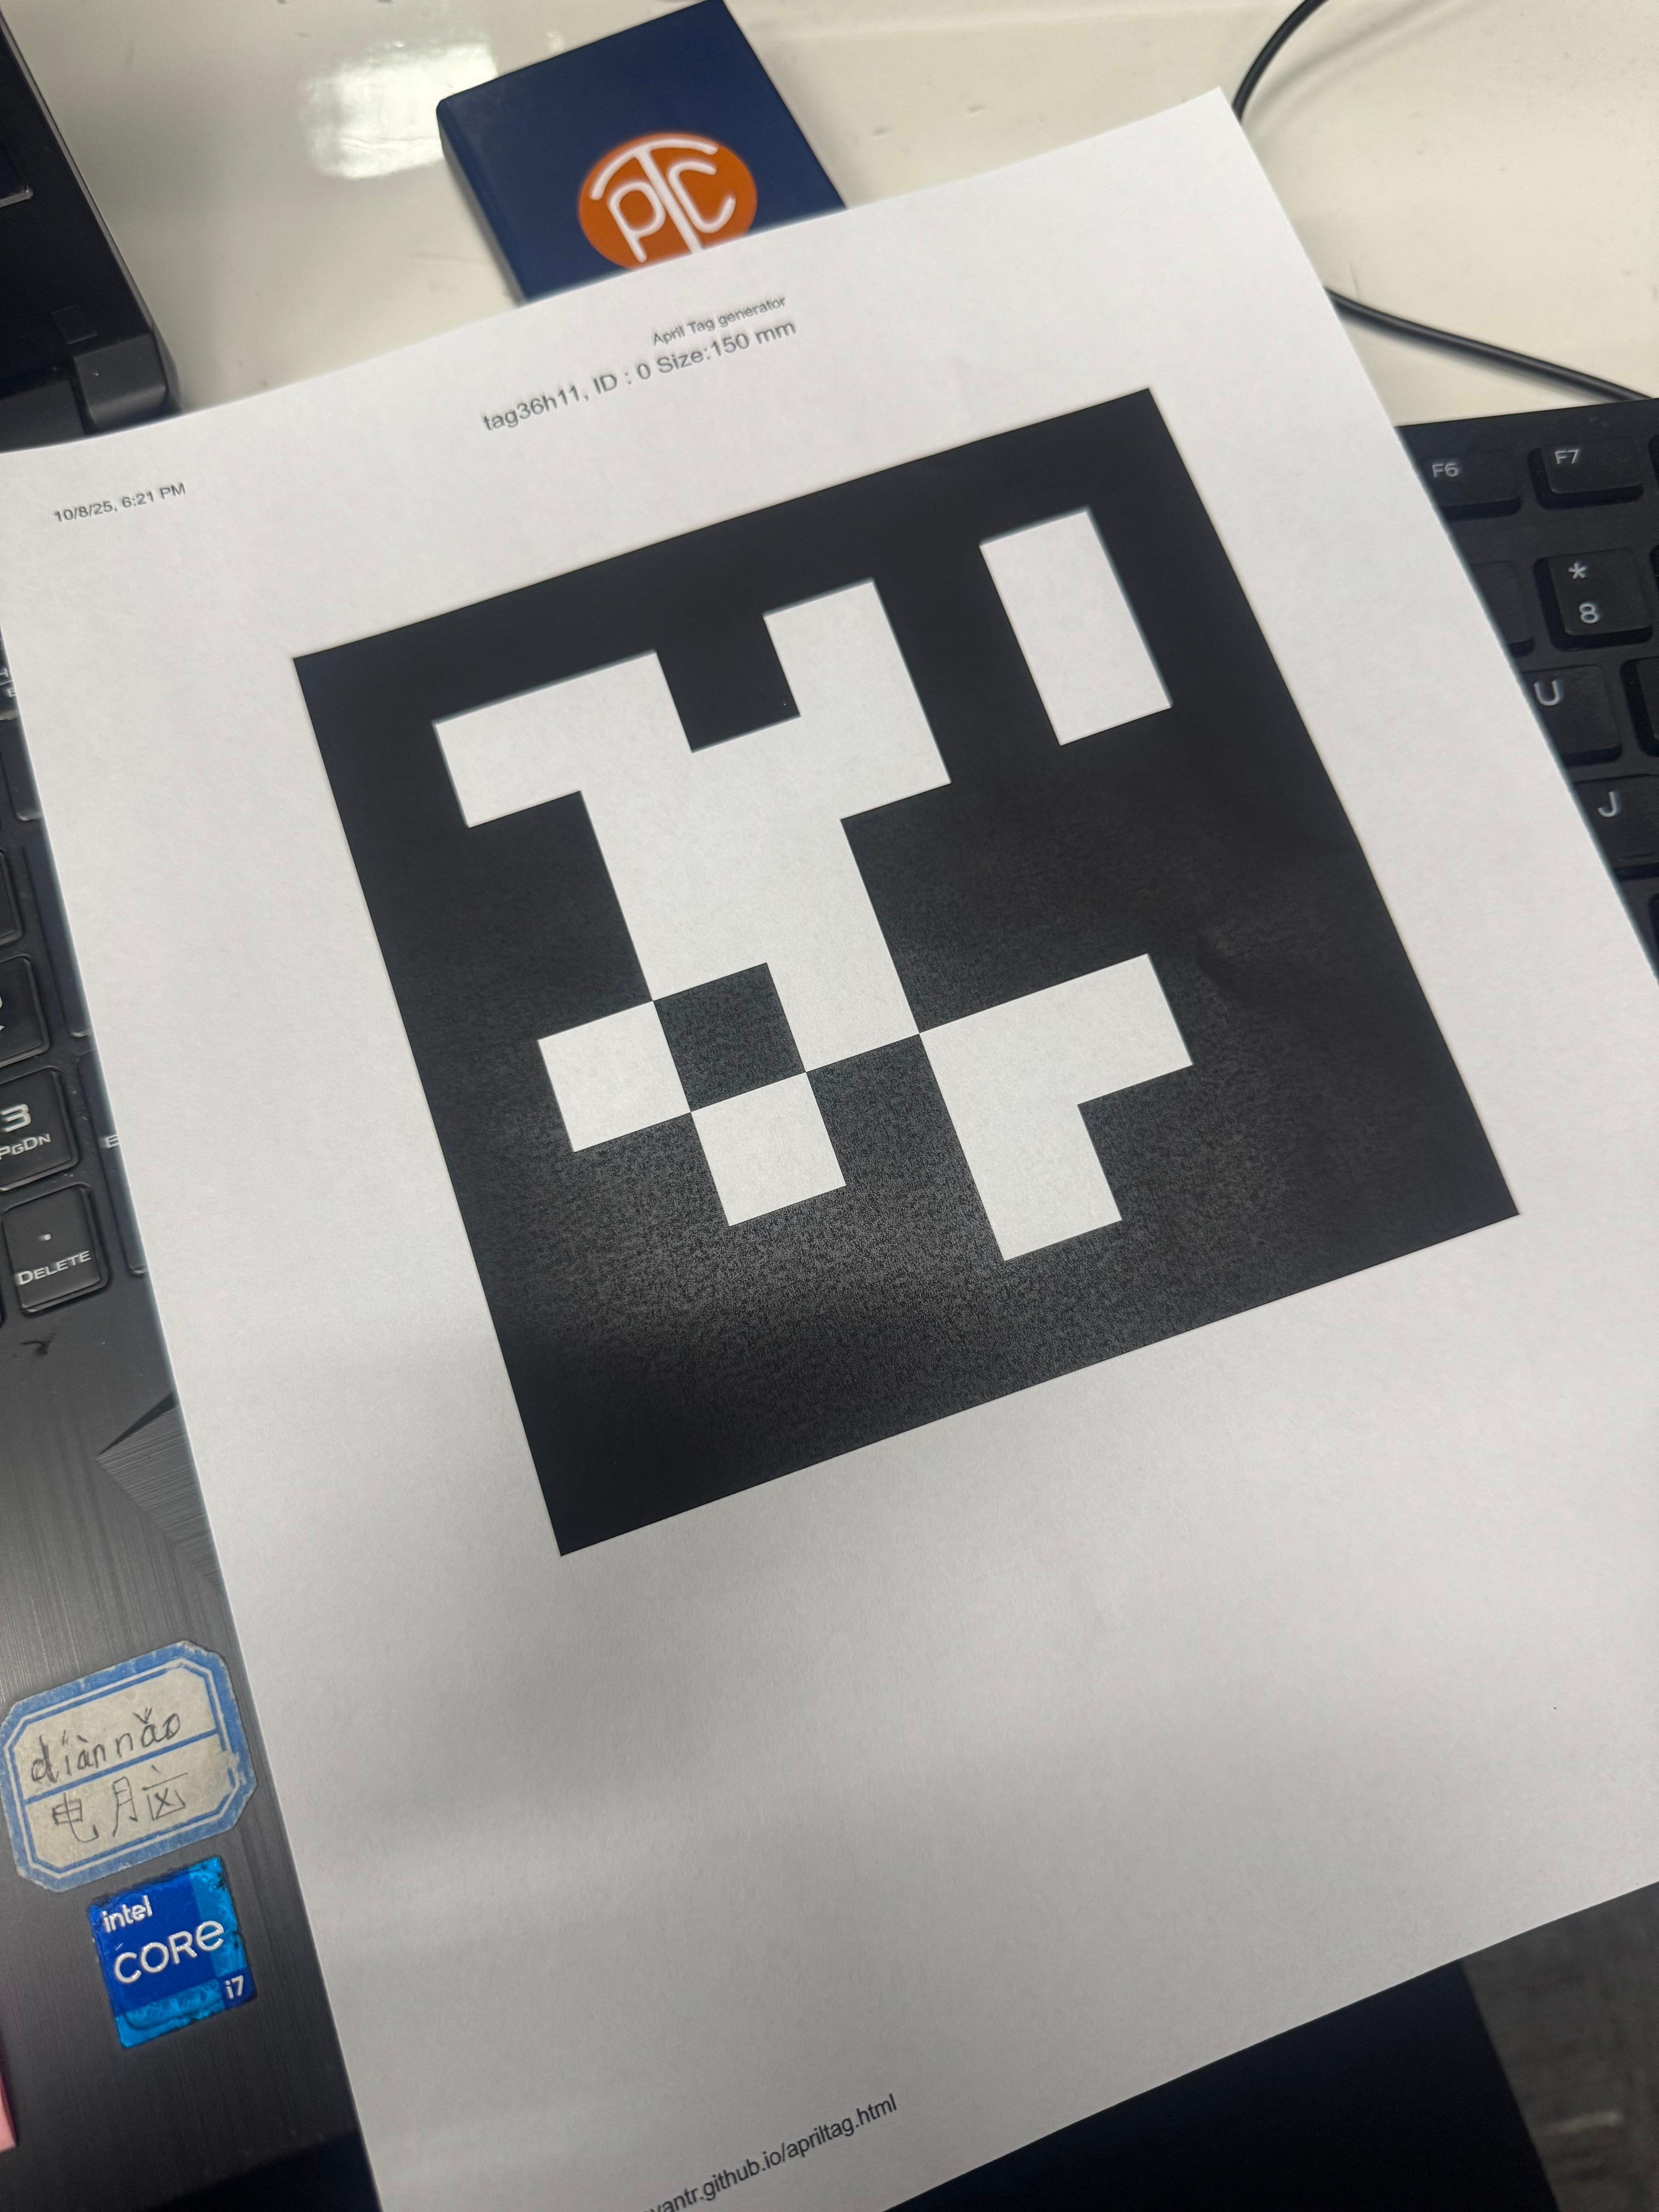 PTC
April Tag generator
tag36h11, ID : 0 Size:150 mm
10/8/25, 6:21 PM
F6
F7
*
8
U
J
3
PGDN
.
DELETE
diànnǎo
电脑
intel
CORE
i7
vantr.github.io/apriltag.html